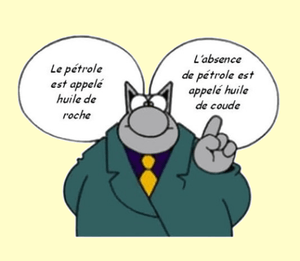 Le pétrole
est appelé
huile de
roche
L'absence
de pétrole est
appelé huile
de coude